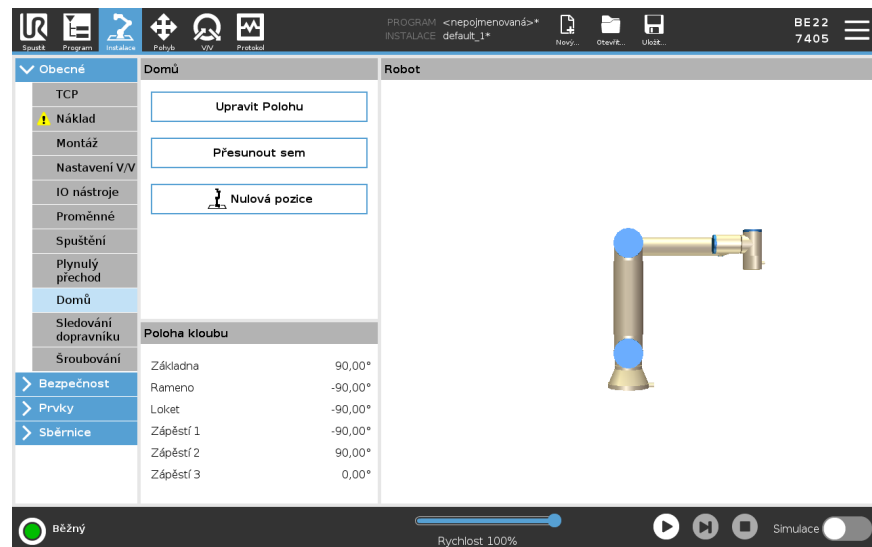 PROGRAM <nepojmenovaná>*
INSTALACE default_1*
BE22
7405
Spustit Program Instalace Pohyb V/V Protokol Nový... Otevřít... Uložit...
Obecné
TCP
Náklad
Montáž
Nastavení V/V
IO nástroje
Proměnné
Spuštění
Plynulý
přechod
Domů
Sledování
dopravníku
Šroubování
Bezpečnost
Prvky
Sběrnice
Domů
Upravit Polohu
Přesunout sem
Nulová pozice
Poloha kloubu
Základna 90,00°
Rameno -90,00°
Loket -90,00°
Zápěstí 1 -90,00°
Zápěstí 2 90,00°
Zápěstí 3 0,00°
Robot
Běžný
Rychlost 100%
Simulace